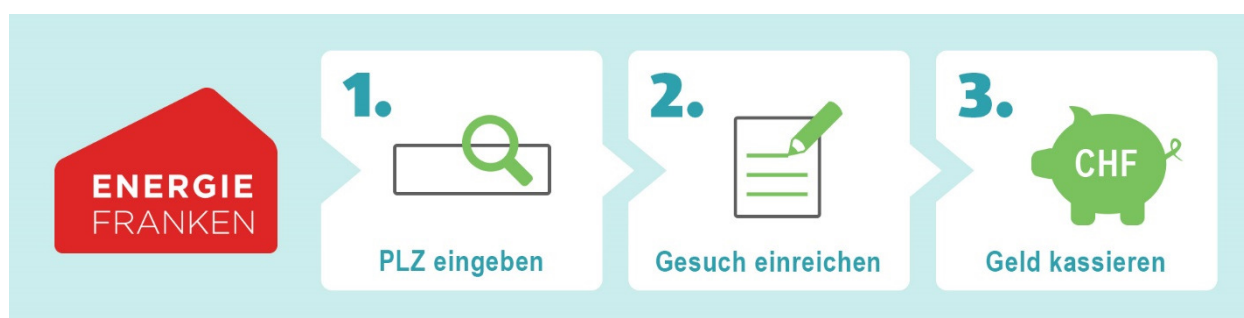 ENERGIE
FRANKEN
1.
PLZ eingeben
2.
Gesuch einreichen
3.
CHF
Geld kassieren